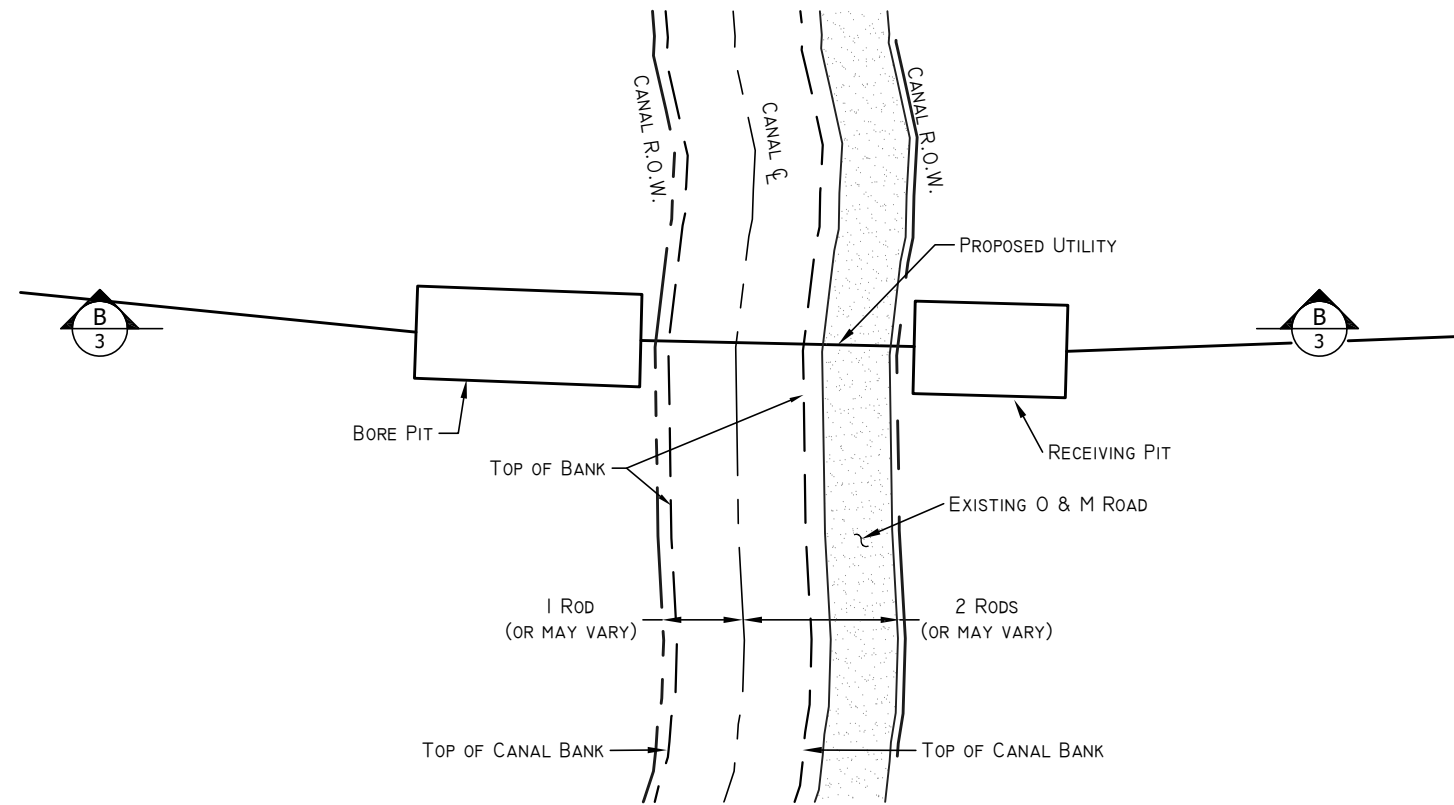 CANAL R.O.W.
CANAL ℄
CANAL R.O.W.
PROPOSED UTILITY
B
3
B
3
BORE PIT
RECEIVING PIT
TOP OF BANK
EXISTING O & M ROAD
1 ROD
(OR MAY VARY)
2 RODS
(OR MAY VARY)
TOP OF CANAL BANK
TOP OF CANAL BANK